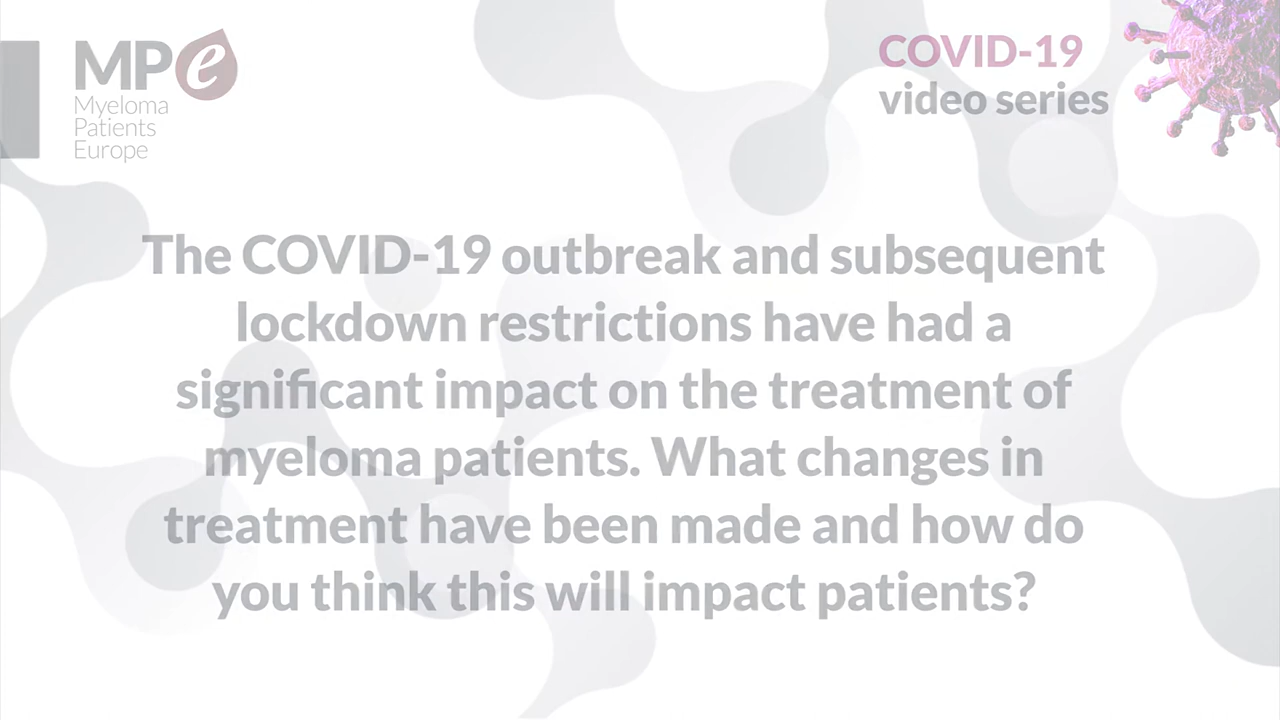 MPe
Myeloma
Patients
Europe
COVID-19
video series
The COVID-19 outbreak and subsequent
lockdown restrictions have had a
significant impact on the treatment of
myeloma patients. What changes in
treatment have been made and how do
you think this will impact patients?